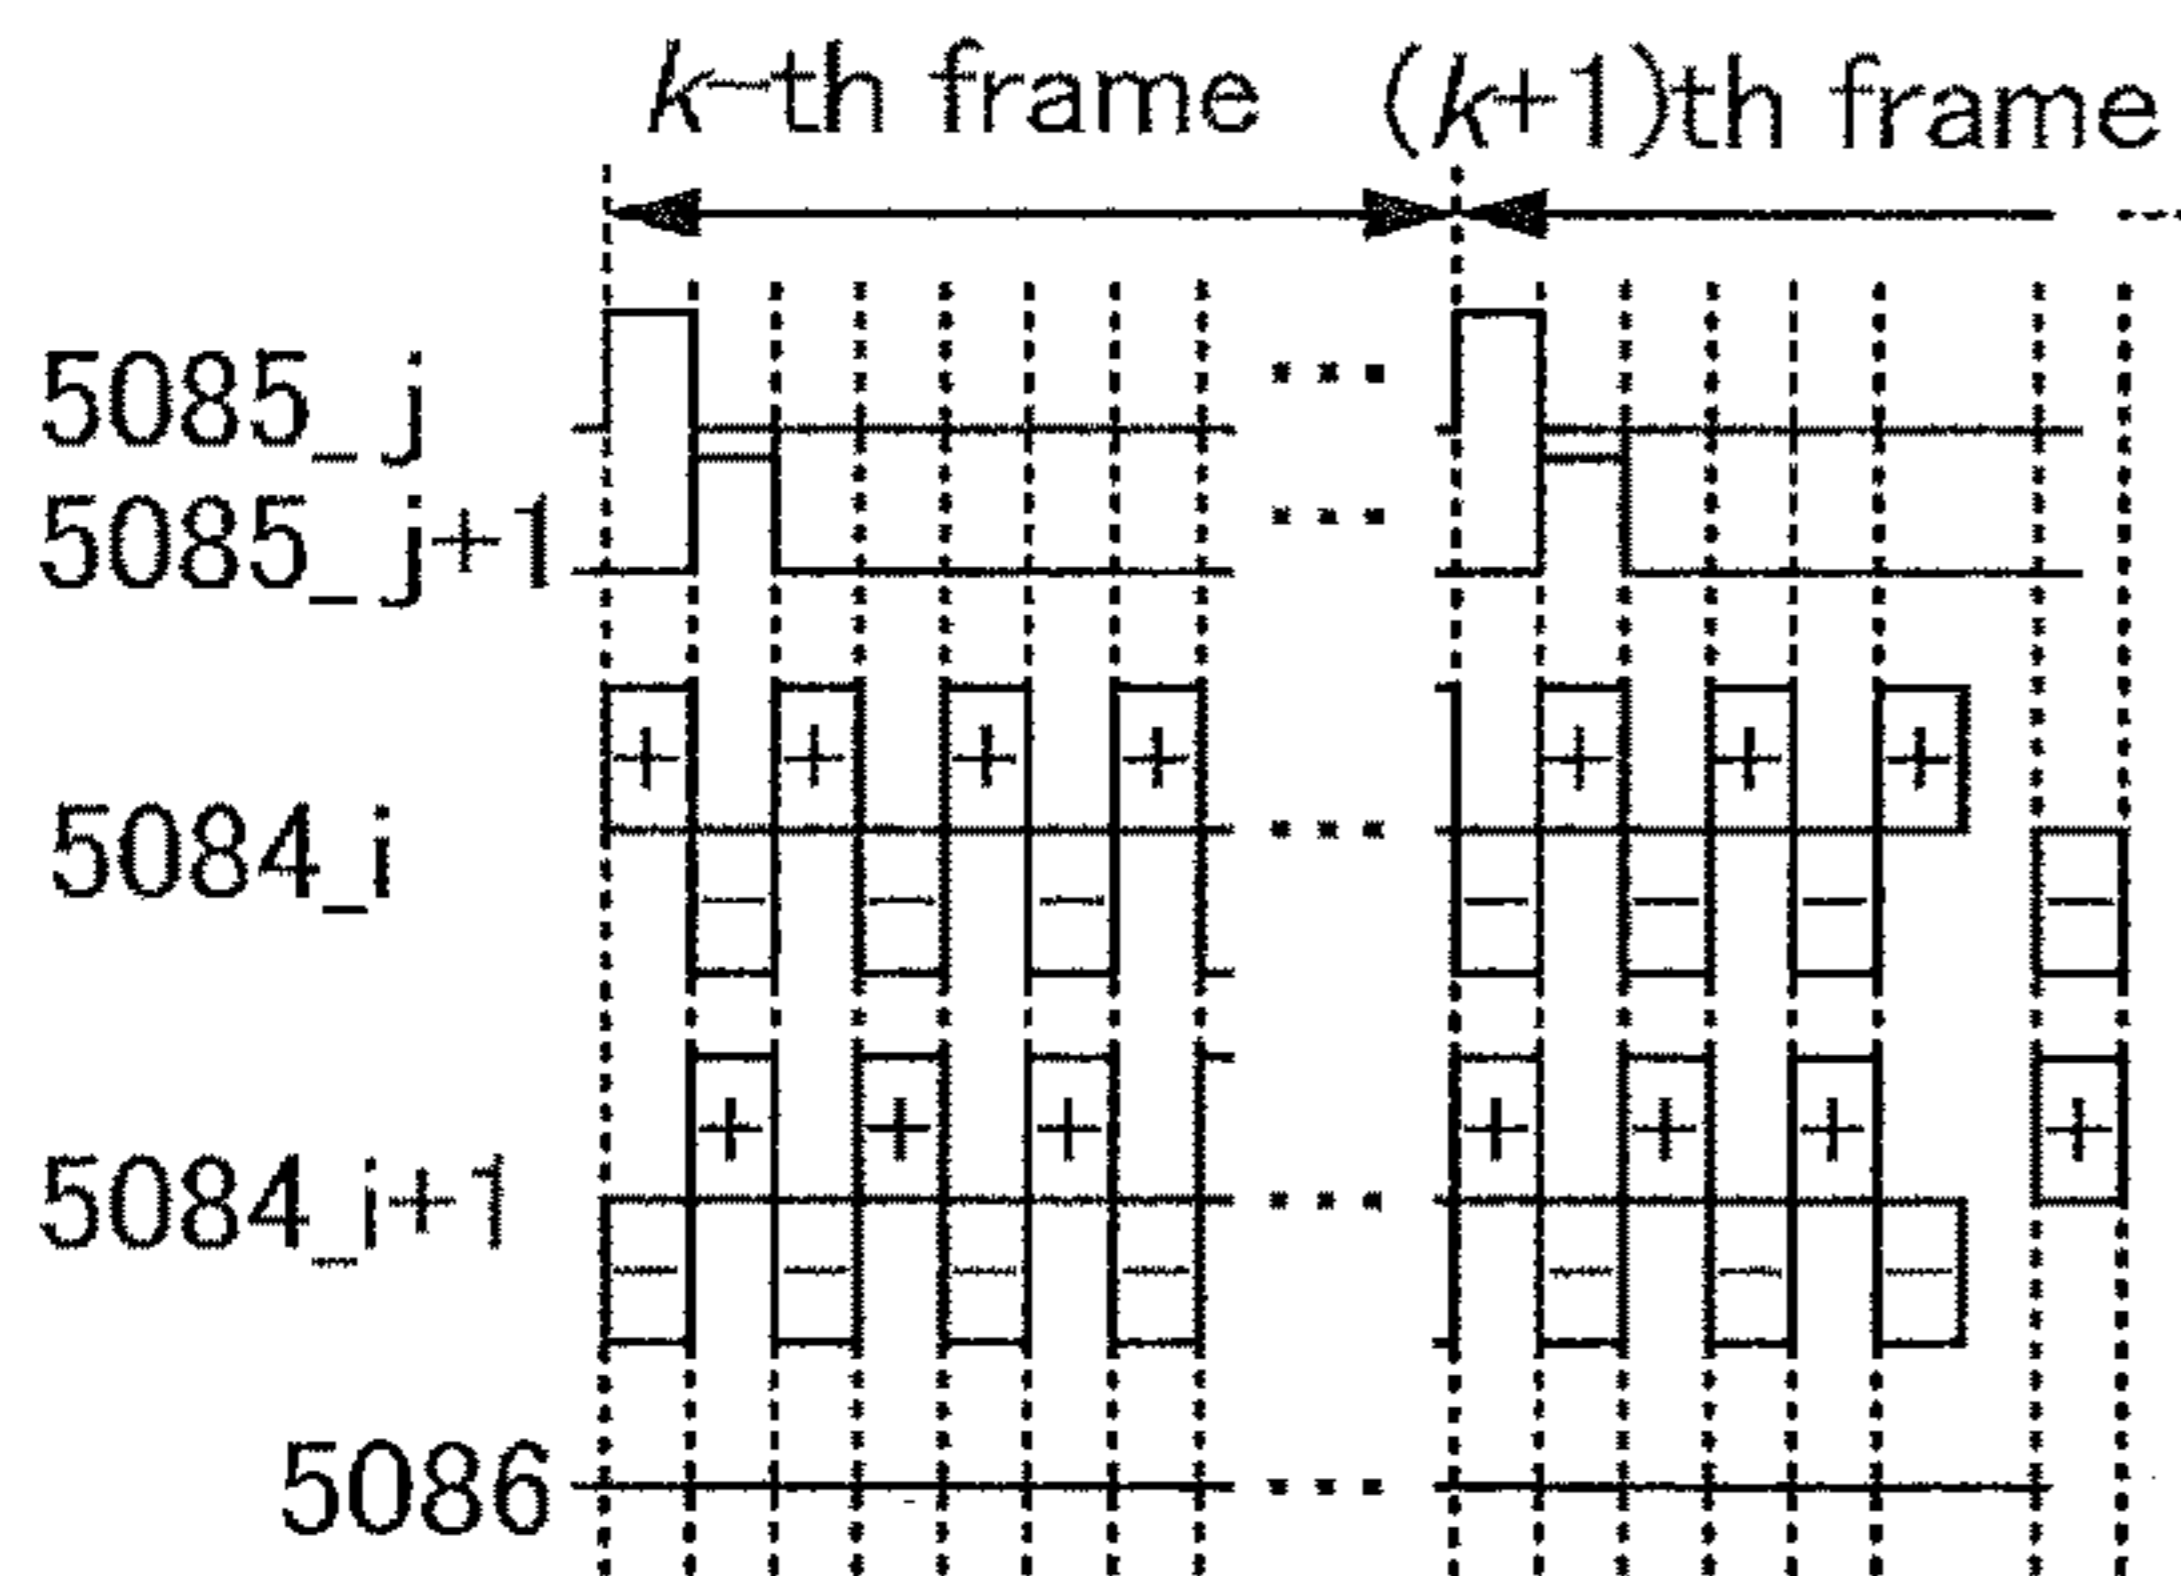 k-th frame (k+1)th frame
5085_j
5085_j+1
+ + + + + + +
5084_i
− − − − − − −
+ + + + + + +
5084_i+1
− − − − − − −
5086